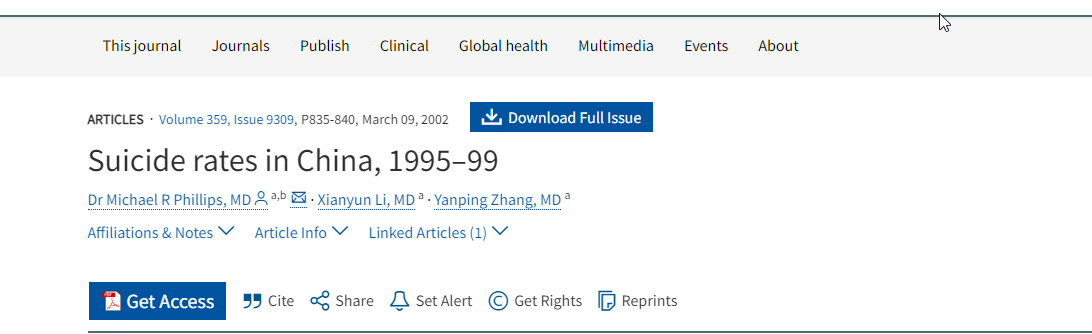 This journal Journals Publish Clinical Global health Multimedia Events About
ARTICLES · Volume 359, Issue 9309, P835-840, March 09, 2002 Download Full Issue
Suicide rates in China, 1995–99
Dr Michael R Phillips, MD a,b · Xianyun Li, MD a · Yanping Zhang, MD a
Affiliations & Notes Article Info Linked Articles (1)
Get Access Cite Share Set Alert Get Rights Reprints